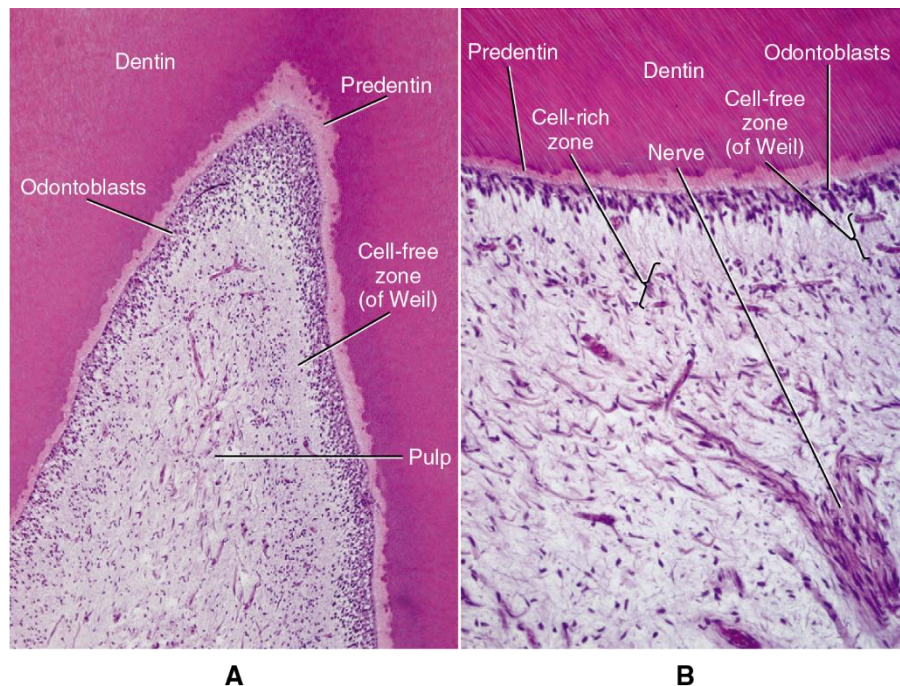 Dentin
Predentin
Odontoblasts
Cell-free
zone
(of Weil)
Pulp
A
Predentin
Dentin
Odontoblasts
Cell-rich
zone
Nerve
Cell-free
zone
(of Weil)
B